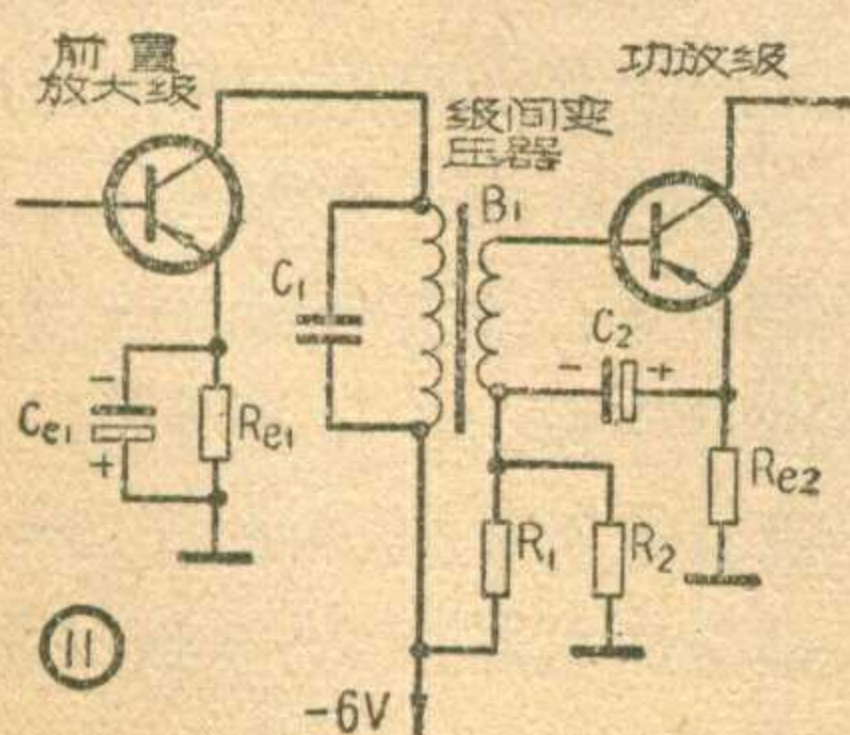 前置
放大级
功放级
级间变
压器
B₁
C₁
C₂
- +
-
Ce₁
+
Re₁
Re₂
R₁
R₂
11
-6V